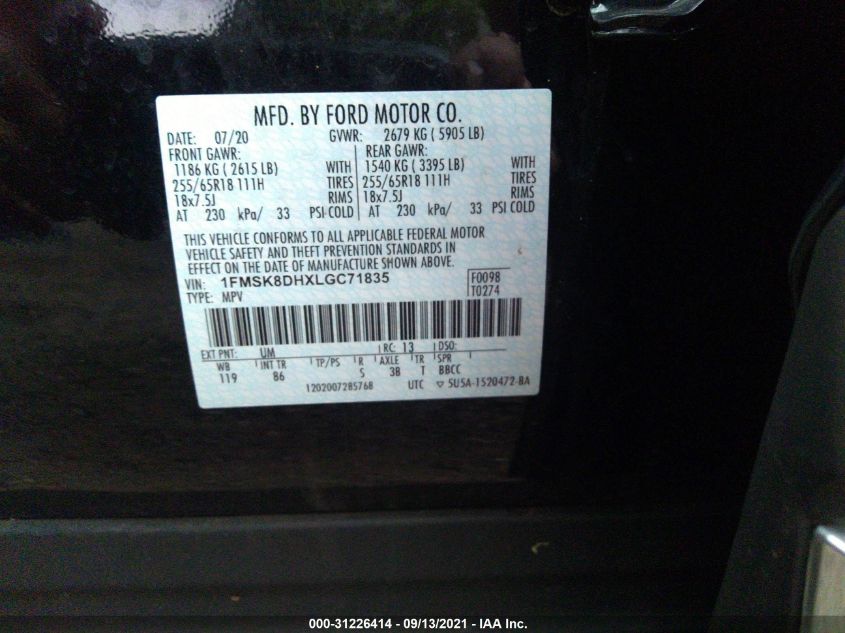 MFD. BY FORD MOTOR CO.
DATE: 07/20 GVWR: 2679 KG ( 5905 LB)
FRONT GAWR: REAR GAWR:
1186 KG ( 2615 LB) WITH 1540 KG ( 3395 LB) WITH
255/65R18 111H TIRES 255/65R18 111H TIRES
18x7.5J RIMS 18x7.5J RIMS
AT 230 kPa/ 33 PSI COLD AT 230 kPa/ 33 PSI COLD
THIS VEHICLE CONFORMS TO ALL APPLICABLE FEDERAL MOTOR
VEHICLE SAFETY AND THEFT PREVENTION STANDARDS IN
EFFECT ON THE DATE OF MANUFACTURE SHOWN ABOVE.
VIN: 1FMSK8DHXLGC71835 F0098
TYPE: MPV T0274
EXT PNT: UM RC: 13 DSO:
WB INT TR TP/PS R AXLE TR SPR
119 86 S 3B T BBCC
1202007285768 UTC ▽ 5U5A-1520472-BA
000-31226414 - 09/13/2021 - IAA Inc.